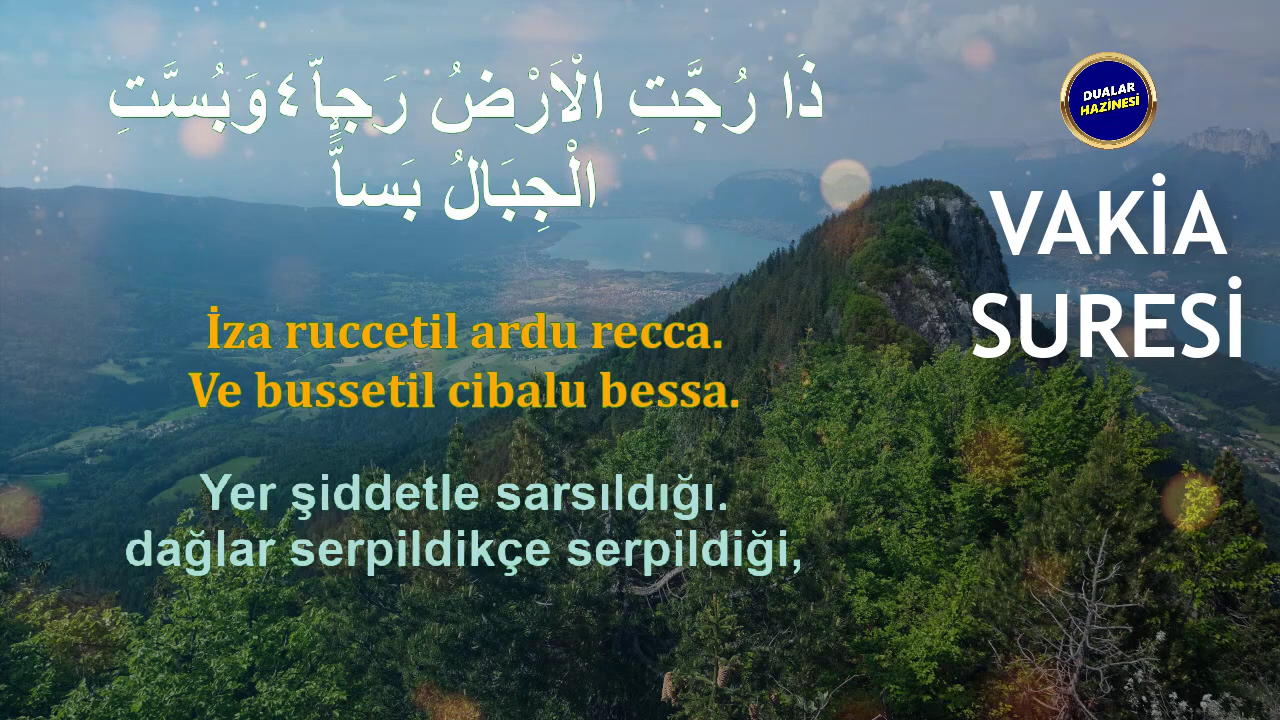 ذَا رُجَّتِ الْاَرْضُ رَجاًّ٤وَبُسَّتِ
الْجِبَالُ بَساًّ
İza ruccetil ardu recca.
Ve bussetil cibalu bessa.
Yer şiddetle sarsıldığı.
dağlar serpildikçe serpildiği,
DUALAR
HAZİNESİ
VAKİA
SURESİ